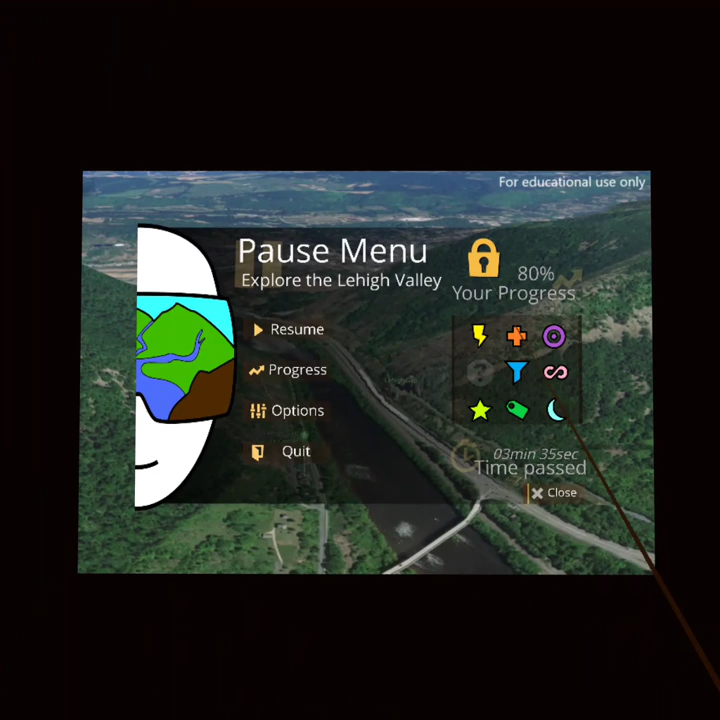 For educational use only
Pause Menu
Explore the Lehigh Valley
Resume
Progress
Options
Quit
80%
Your Progress
?
03min 35sec
Time passed
Close